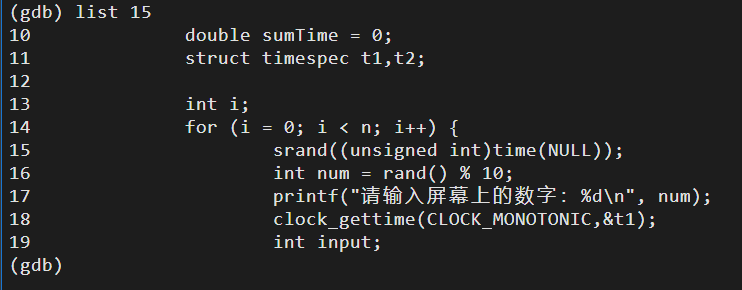 (gdb) list 15
10              double sumTime = 0;
11              struct timespec t1,t2;
12
13              int i;
14              for (i = 0; i < n; i++) {
15                      srand((unsigned int)time(NULL));
16                      int num = rand() % 10;
17                      printf("请输入屏幕上的数字: %d\n", num);
18                      clock_gettime(CLOCK_MONOTONIC,&t1);
19                      int input;
(gdb)